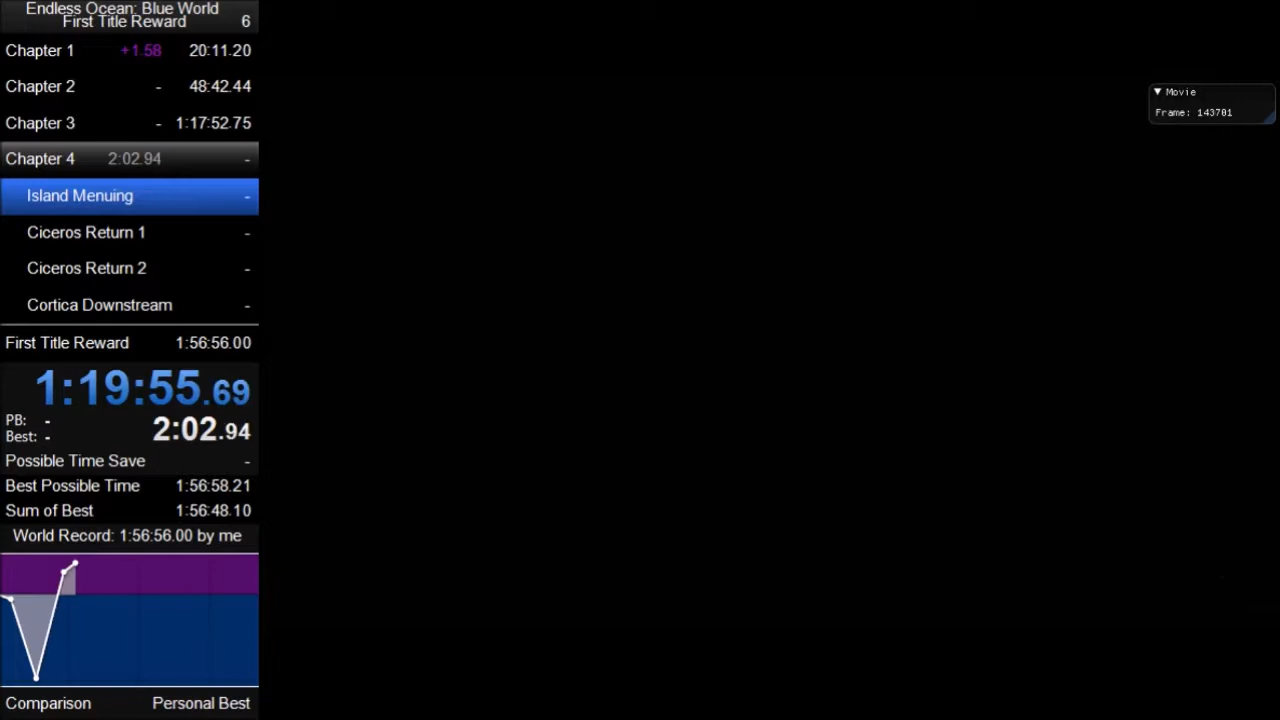 Endless Ocean: Blue World
First Title Reward 6
Chapter 1 +1.58 20:11.20
Chapter 2 - 48:42.44
Chapter 3 - 1:17:52.75
Chapter 4 2:02.94 -
Island Menuing -
Ciceros Return 1 -
Ciceros Return 2 -
Cortica Downstream -
First Title Reward 1:56:56.00
1:19:55.69
PB: -
Best: -
2:02.94
Possible Time Save -
Best Possible Time 1:56:58.21
Sum of Best 1:56:48.10
World Record: 1:56:56.00 by me
Comparison Personal Best
▼ Movie
Frame: 143701